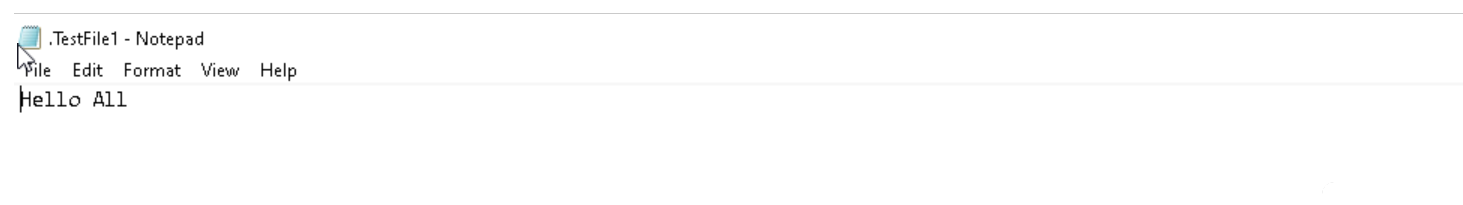 .TestFile1 - Notepad
File Edit Format View Help
Hello All